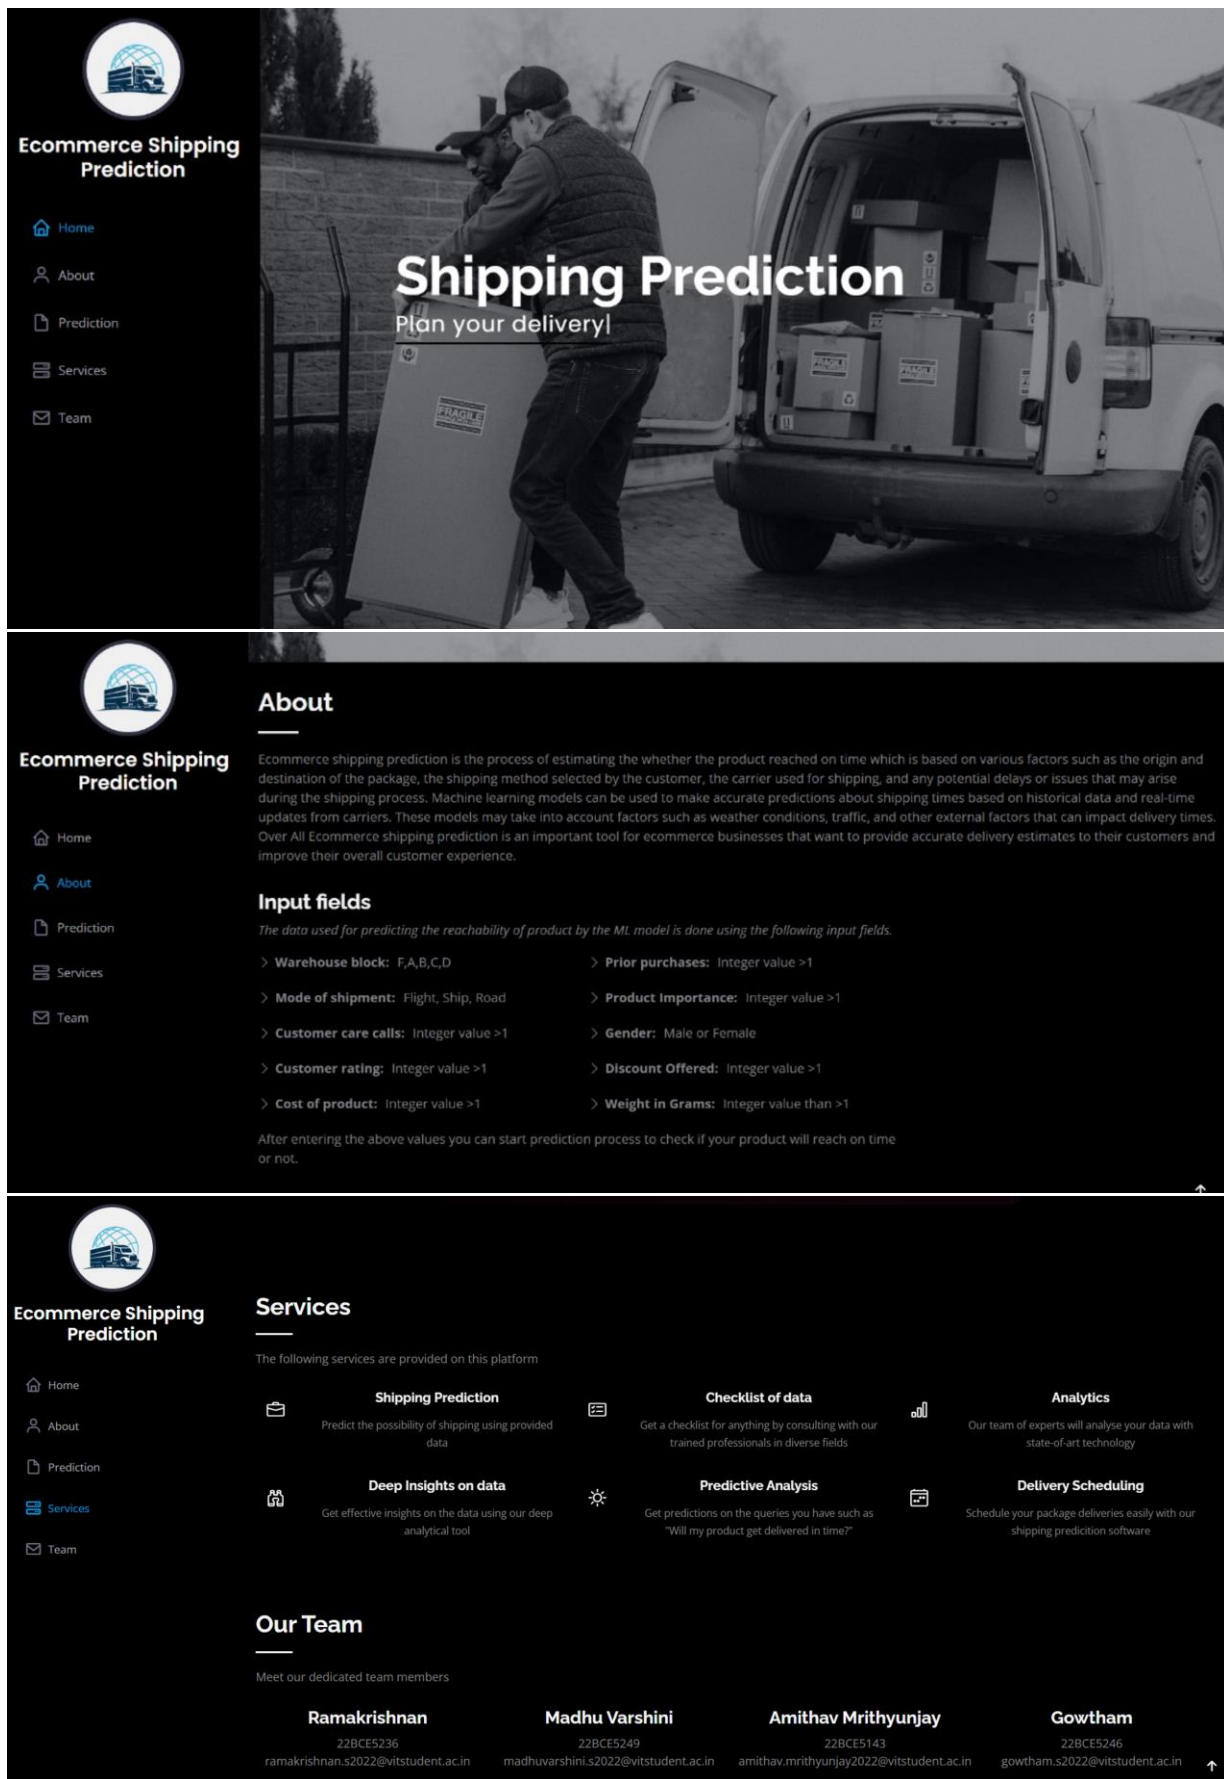 Ecommerce Shipping
Prediction
Home
About
Prediction
Services
Team
Shipping Prediction
Plan your delivery|
FRAGILE
FRAGILE
FRAGILE
Ecommerce Shipping
Prediction
Home
About
Prediction
Services
Team
About
Ecommerce shipping prediction is the process of estimating the whether the product reached on time which is based on various factors such as the origin and
destination of the package, the shipping method selected by the customer, the carrier used for shipping, and any potential delays or issues that may arise
during the shipping process. Machine learning models can be used to make accurate predictions about shipping times based on historical data and real-time
updates from carriers. These models may take into account factors such as weather conditions, traffic, and other external factors that can impact delivery times.
Over All Ecommerce shipping prediction is an important tool for ecommerce businesses that want to provide accurate delivery estimates to their customers and
improve their overall customer experience.
Input fields
The data used for predicting the reachability of product by the ML model is done using the following input fields.
Warehouse block: F,A,B,C,D
Mode of shipment: Flight, Ship, Road
Customer care calls: Integer value >1
Customer rating: Integer value >1
Cost of product: Integer value >1
Prior purchases: Integer value >1
Product Importance: Integer value >1
Gender: Male or Female
Discount Offered: Integer value >1
Weight in Grams: Integer value than >1
After entering the above values you can start prediction process to check if your product will reach on time
or not.
Ecommerce Shipping
Prediction
Home
About
Prediction
Services
Team
Services
The following services are provided on this platform
Shipping Prediction
Predict the possibility of shipping using provided
data
Checklist of data
Get a checklist for anything by consulting with our
trained professionals in diverse fields
Analytics
Our team of experts will analyse your data with
state-of-art technology
Deep Insights on data
Get effective insights on the data using our deep
analytical tool
Predictive Analysis
Get predictions on the queries you have such as
"Will my product get delivered in time?"
Delivery Scheduling
Schedule your package deliveries easily with our
shipping predicition software
Our Team
Meet our dedicated team members
Ramakrishnan
22BCE5236
ramakrishnan.s2022@vitstudent.ac.in
Madhu Varshini
22BCE5249
madhuvarshini.s2022@vitstudent.ac.in
Amithav Mrithyunjay
22BCE5143
amithav.mrithyunjay2022@vitstudent.ac.in
Gowtham
22BCE5246
gowtham.s2022@vitstudent.ac.in